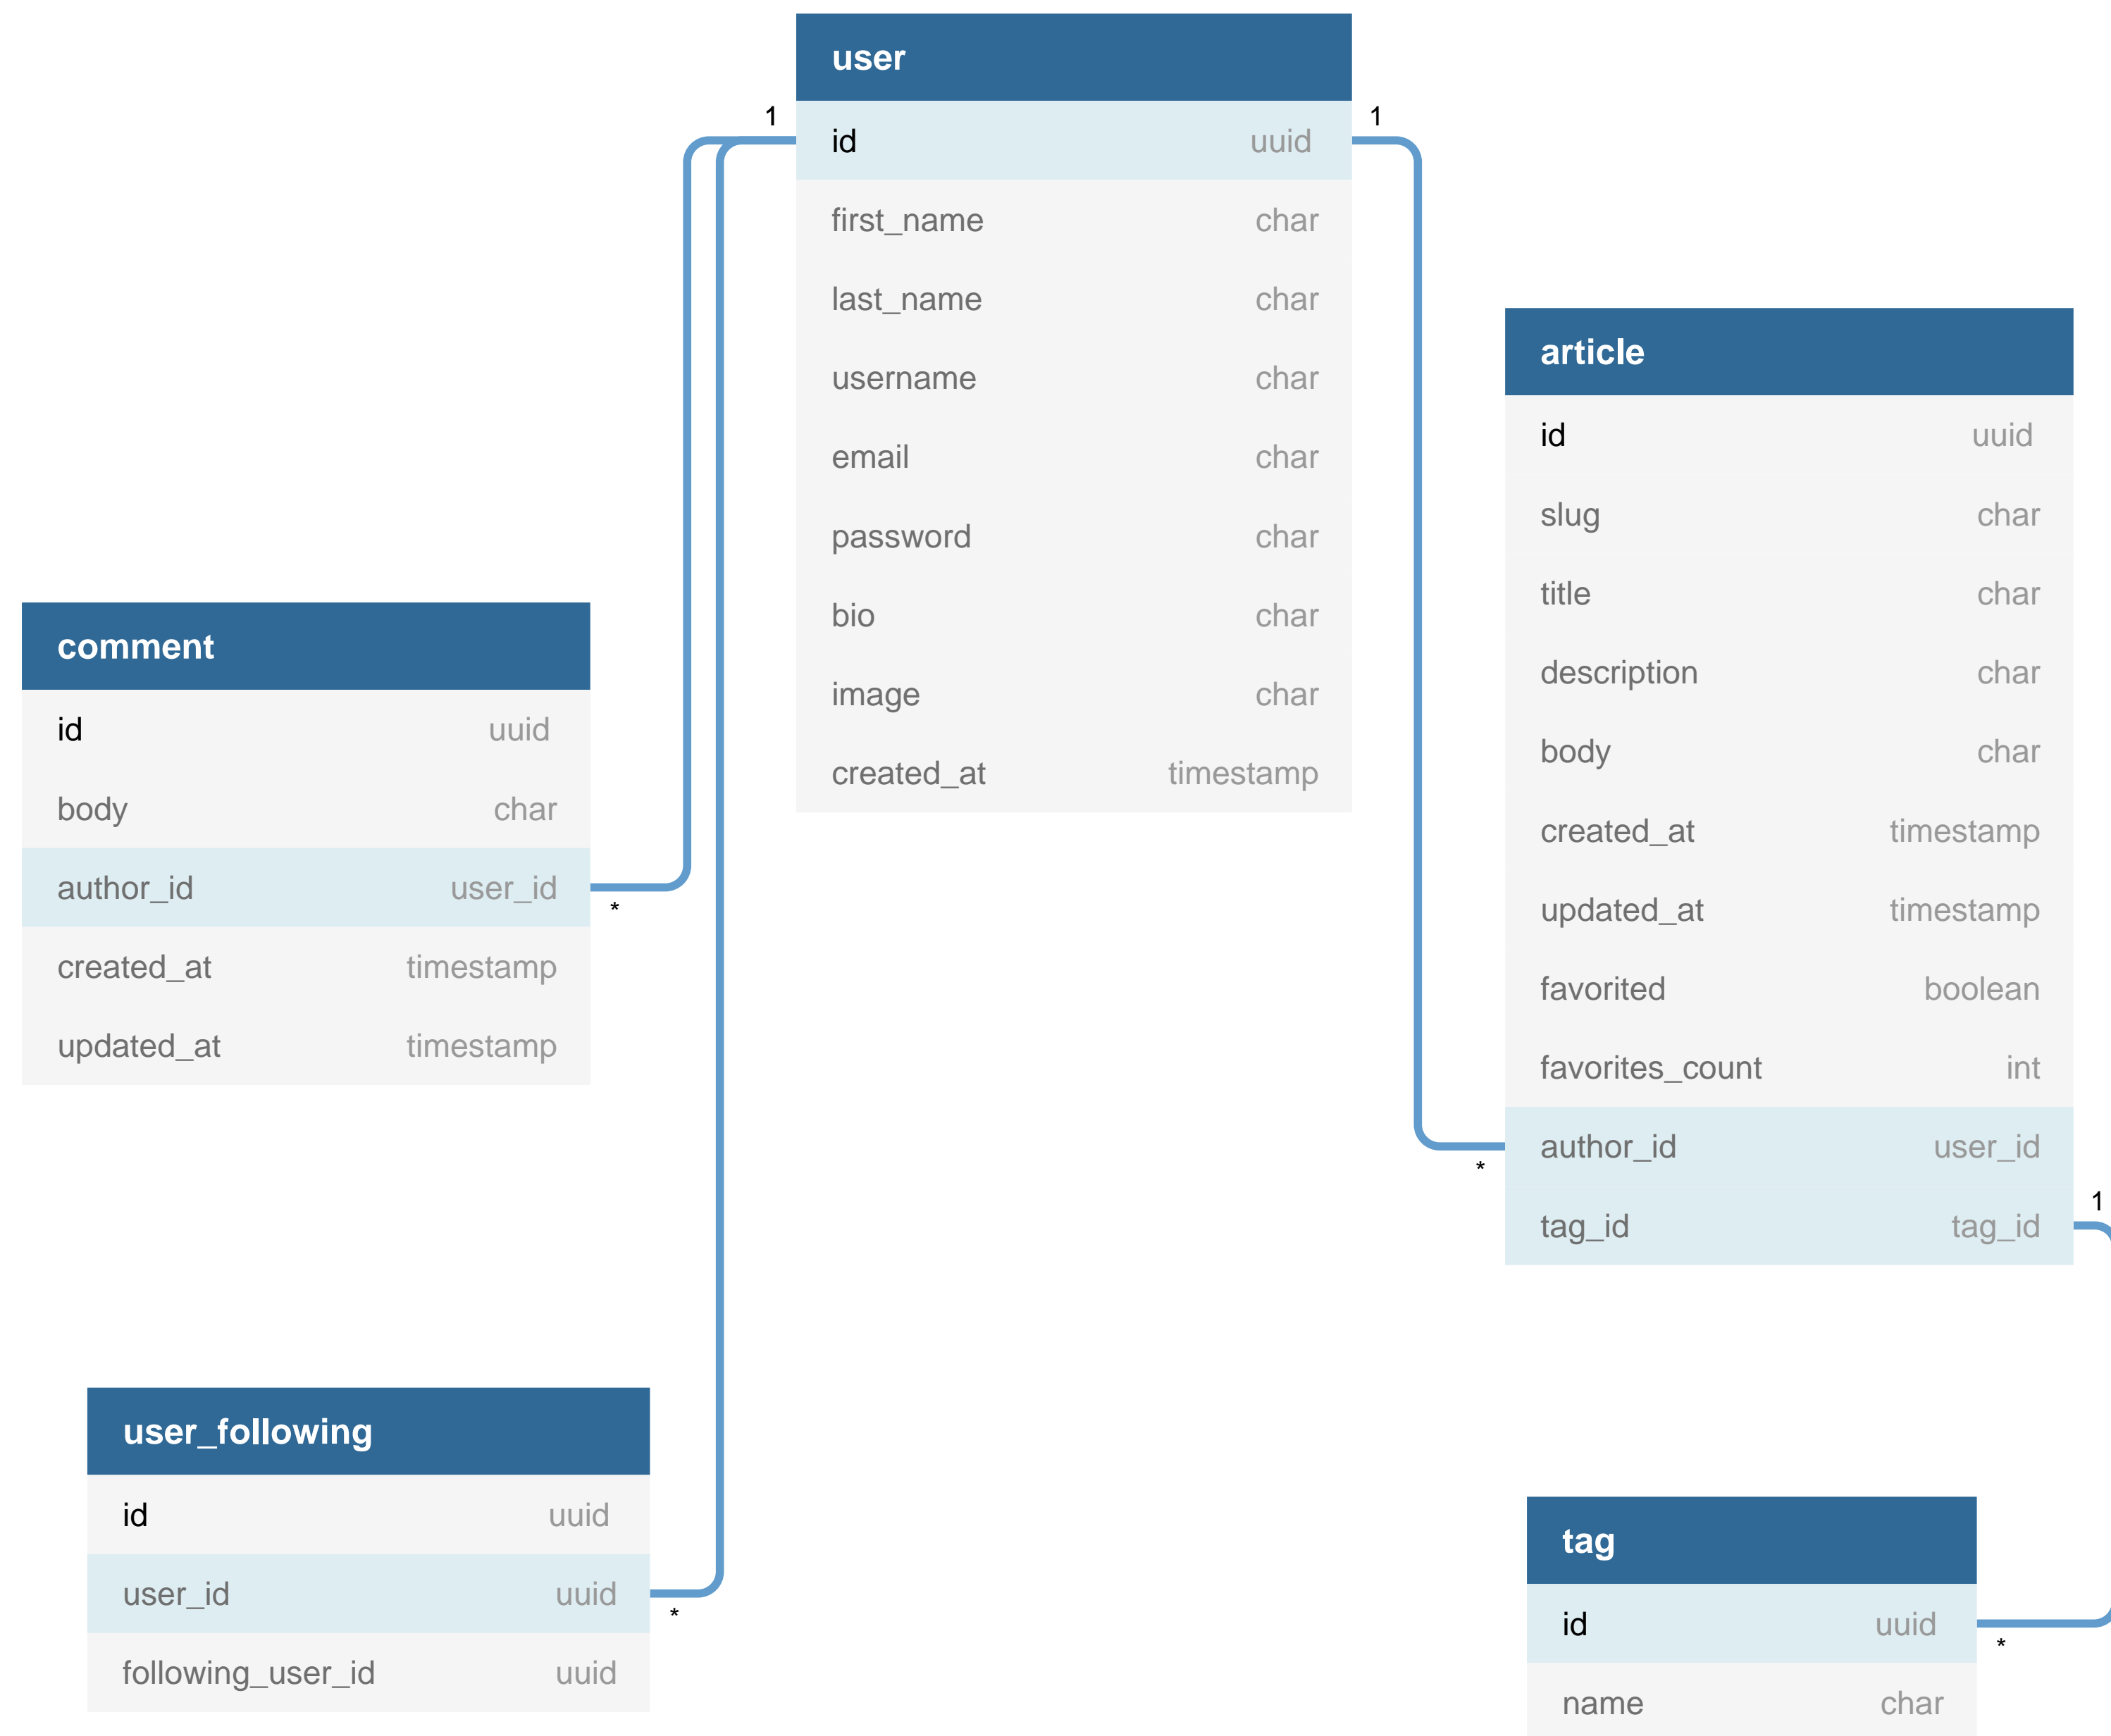 user
1
1
id uuid
first_name char
last_name char
username char
email char
password char
bio char
image char
created_at timestamp
article
id uuid
slug char
title char
description char
body char
created_at timestamp
updated_at timestamp
favorited boolean
favorites_count int
author_id user_id
*
tag_id tag_id
1
comment
id uuid
body char
author_id user_id
*
created_at timestamp
updated_at timestamp
user_following
id uuid
user_id uuid
*
following_user_id uuid
tag
id uuid
*
name char